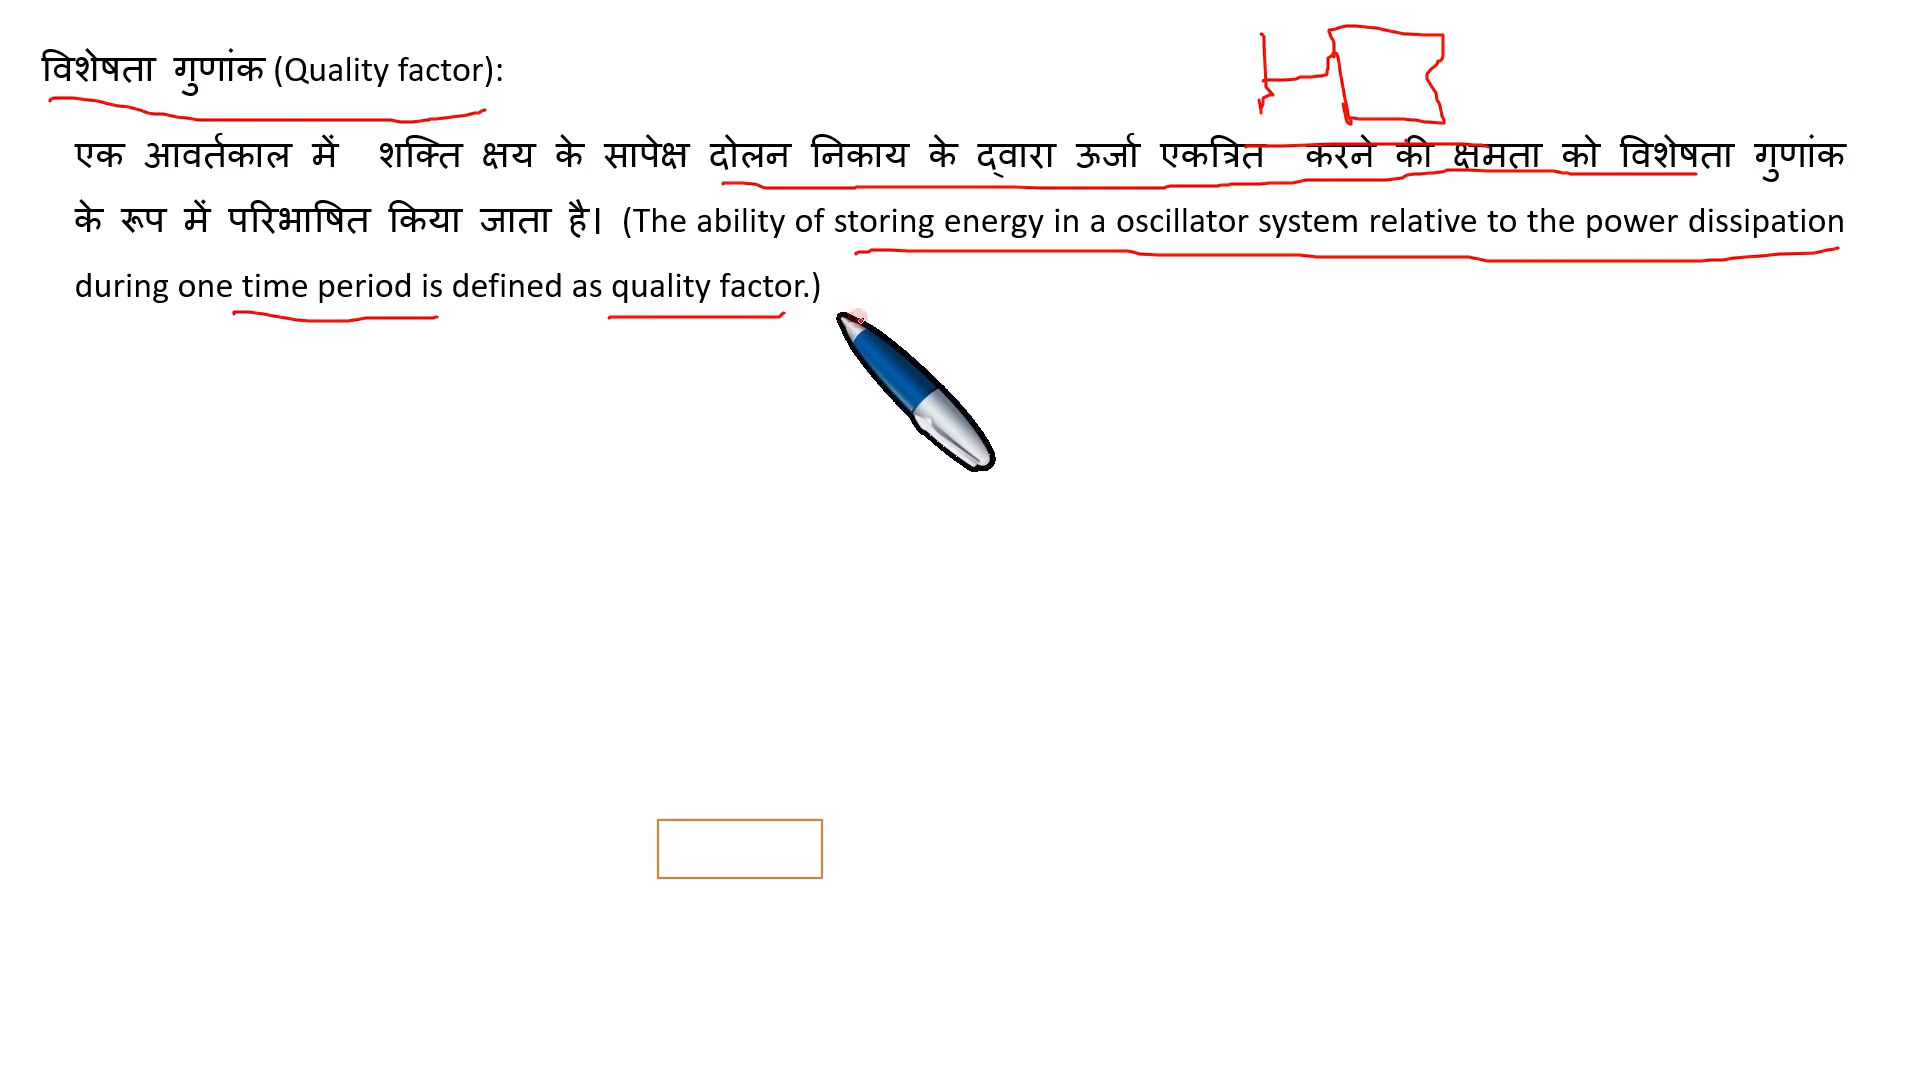 विशेषता गुणांक (Quality factor):
एक आवर्तकाल में शक्ति क्षय के सापेक्ष दोलन निकाय के द्वारा ऊर्जा एकत्रित करने की क्षमता को विशेषता गुणांक
के रूप में परिभाषित किया जाता है। (The ability of storing energy in a oscillator system relative to the power dissipation
during one time period is defined as quality factor.)